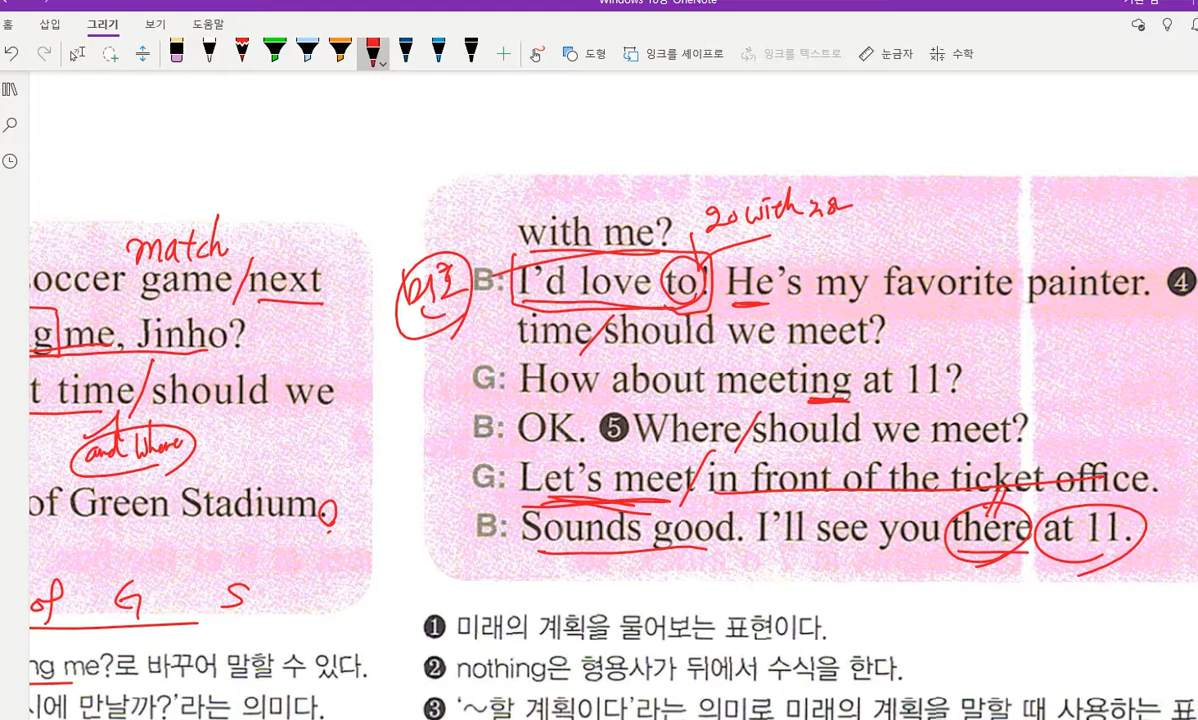 Windows 10용 OneNote
홈 삽입 그리기 보기 도움말
잉크를 셰이프로 잉크를 텍스트로 눈금자 수학
도형
match
occer game/next
g me, Jinho?
t time/should we
and where
of Green Stadium.
of G S
ng me?로 바꾸어 말할 수 있다.
시에 만날까?’라는 의미다.
go with
with me?
B: I’d love to! He’s my favorite painter. ❹
time/should we meet?
G: How about meeting at 11?
B: OK. ❺Where/should we meet?
G: Let’s meet/in front of the ticket office.
B: Sounds good. I’ll see you there at 11.
❶ 미래의 계획을 물어보는 표현이다.
❷ nothing은 형용사가 뒤에서 수식을 한다.
❸ ‘～할 계획이다’라는 의미로 미래의 계획을 말할 때 사용하는 표